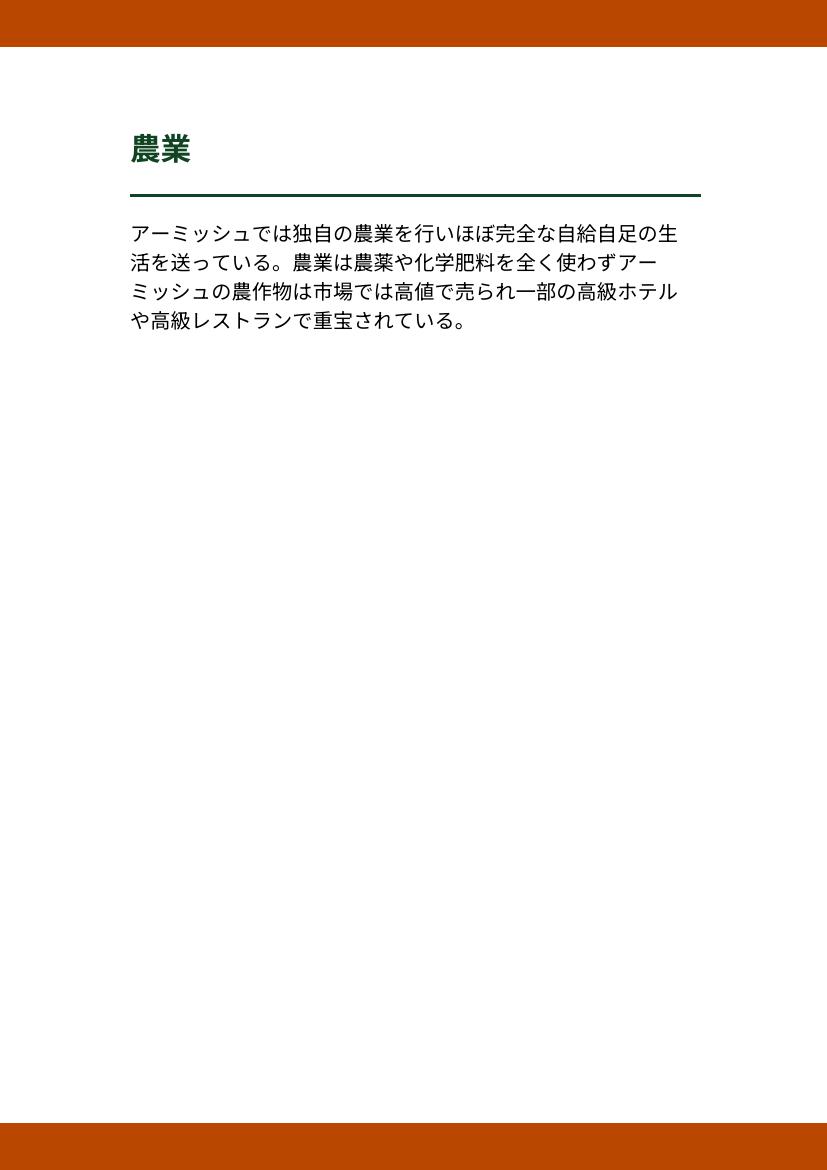 農業
アーミッシュでは独自の農業を行いほぼ完全な自給自足の生
活を送っている。農業は農薬や化学肥料を全く使わずアー
ミッシュの農作物は市場では高値で売られ一部の高級ホテル
や高級レストランで重宝されている。